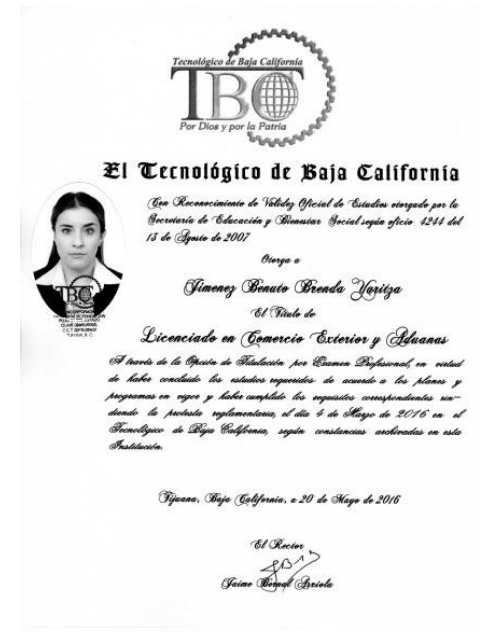 Tecnológico de Baja California
TBC
Por Dios y por la Patria
El Tecnológico de Baja California
Con Reconocimiento de Validez Oficial de Estudios otorgado por la
Secretaría de Educación y Bienestar Social según oficio 4244 del
13 de Agosto de 2007
Otorga a
Jimenez Benuto Brenda Yaritza
El Título de
Licenciado en Comercio Exterior y Aduanas
A través de la Opción de Titulación por Examen Profesional, en virtud
de haber concluido los estudios requeridos de acuerdo a los planes y
programas en vigor y haber cumplido los requisitos correspondientes rin-
diendo la protesta reglamentaria, el día 4 de Marzo de 2016 en el
Tecnológico de Baja California, según constancias archivadas en esta
Institución.
TBC
INCORPORADA
TIJUANA, B.C.
Tijuana, Baja California, a 20 de Mayo de 2016
El Rector
Jaime Bernal Arriola